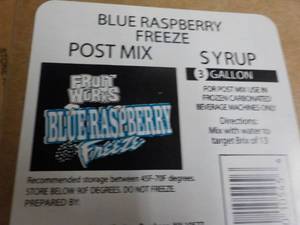 BLUE RASPBERRY
FREEZE
POST MIX
SYRUP
3 GALLON
FRUIT
WORKS
BLUE RASPBERRY
Freeze
FOR POST MIX USE IN
FROZEN CARBONATED
BEVERAGE MACHINES ONLY
Directions:
Mix with water to
target Brix of 13
Recommended storage between 45F-70F degrees.
STORE BELOW 90F DEGREES. DO NOT FREEZE.
PREPARED BY: